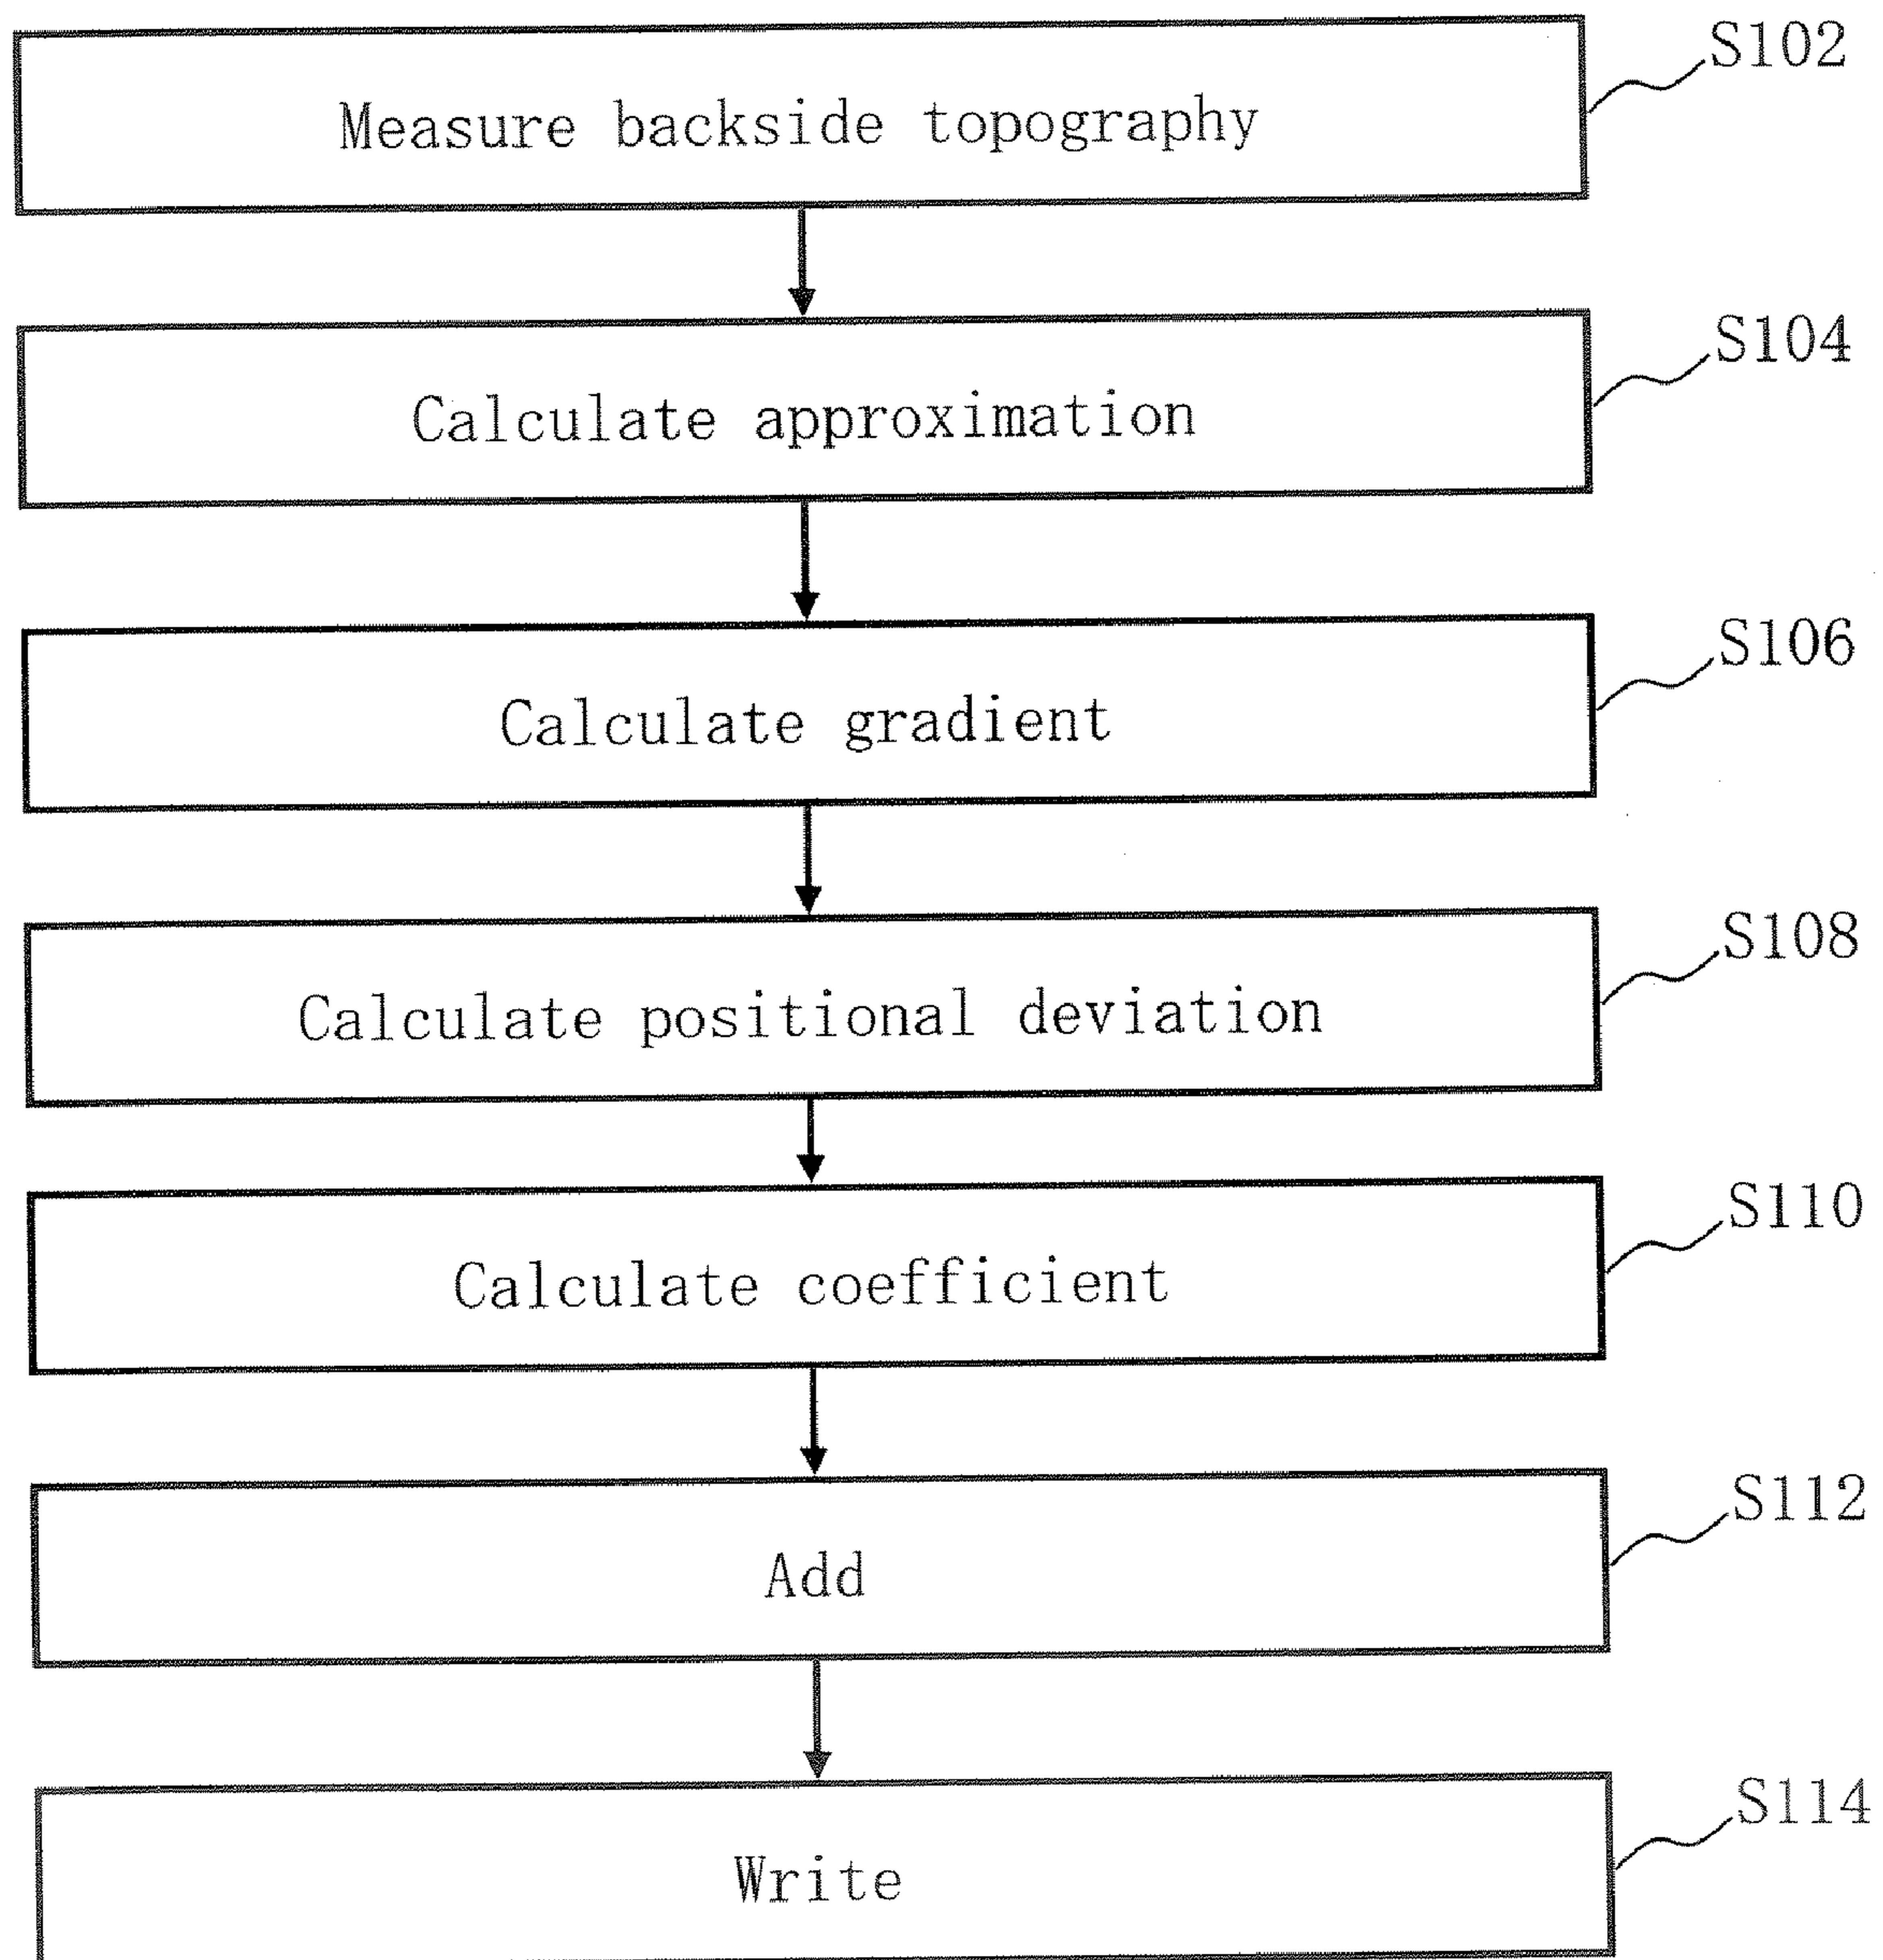 S102
Measure backside topography
S104
Calculate approximation
S106
Calculate gradient
S108
Calculate positional deviation
S110
Calculate coefficient
S112
Add
S114
Write